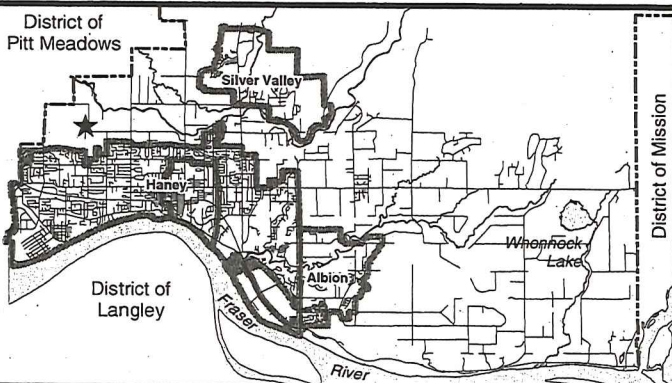 District of
Pitt Meadows
Silver Valley
District of Mission
Haney
Whonnock
Lake
Albion
District of
Langley
Fraser
River